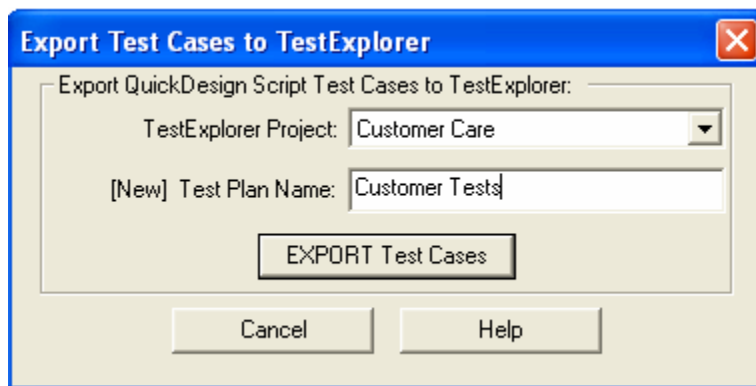 Export Test Cases to TestExplorer
Export QuickDesign Script Test Cases to TestExplorer:
TestExplorer Project: Customer Care
[New] Test Plan Name: Customer Tests
EXPORT Test Cases
Cancel Help